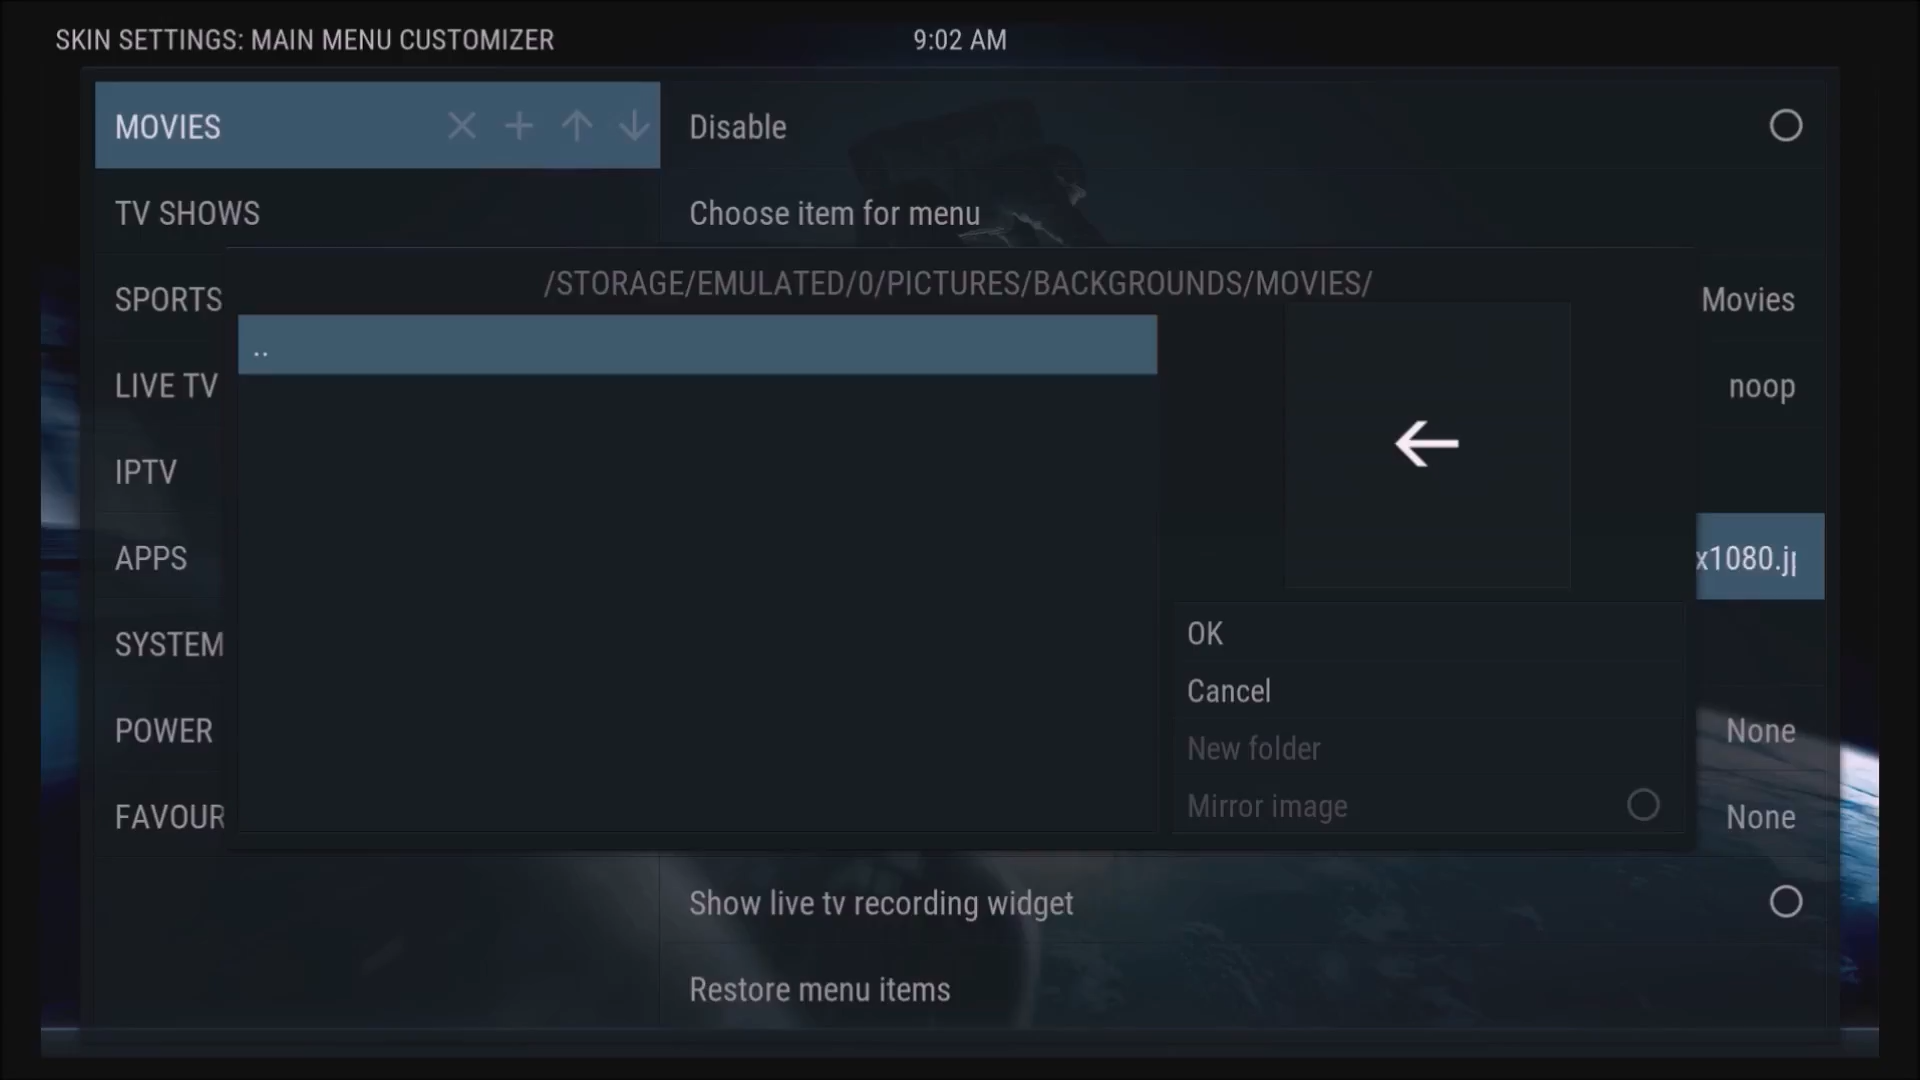 SKIN SETTINGS: MAIN MENU CUSTOMIZER
9:02 AM
MOVIES
Disable
TV SHOWS
Choose item for menu
/STORAGE/EMULATED/0/PICTURES/BACKGROUNDS/MOVIES/
SPORTS
Movies
..
LIVE TV
noop
IPTV
APPS
x1080.j
OK
SYSTEM
Cancel
POWER
New folder
None
FAVOUR
Mirror image
None
Show live tv recording widget
Restore menu items